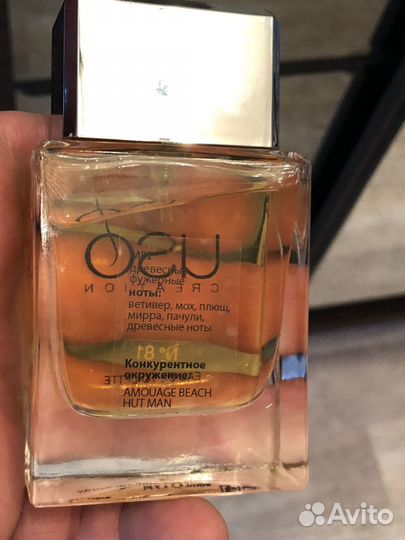 USO
CREATION
древесные
фужерные
ноты:
ветивер, мох, плющ,
мирра, пачули,
древесные ноты
N°81
Конкурентное
окружение:
AMOUAGE BEACH
HUT MAN
Avito